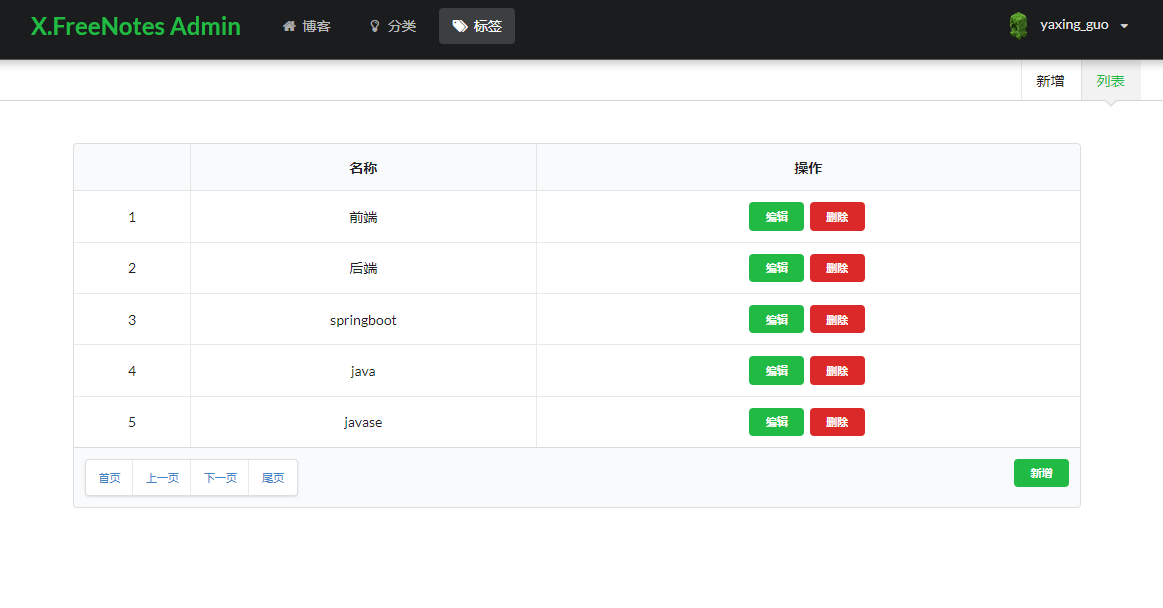 X.FreeNotes Admin 博客 分类 标签 yaxing_guo
新增 列表
名称 操作
1 前端 编辑 删除
2 后端 编辑 删除
3 springboot 编辑 删除
4 java 编辑 删除
5 javase 编辑 删除
首页 上一页 下一页 尾页 新增